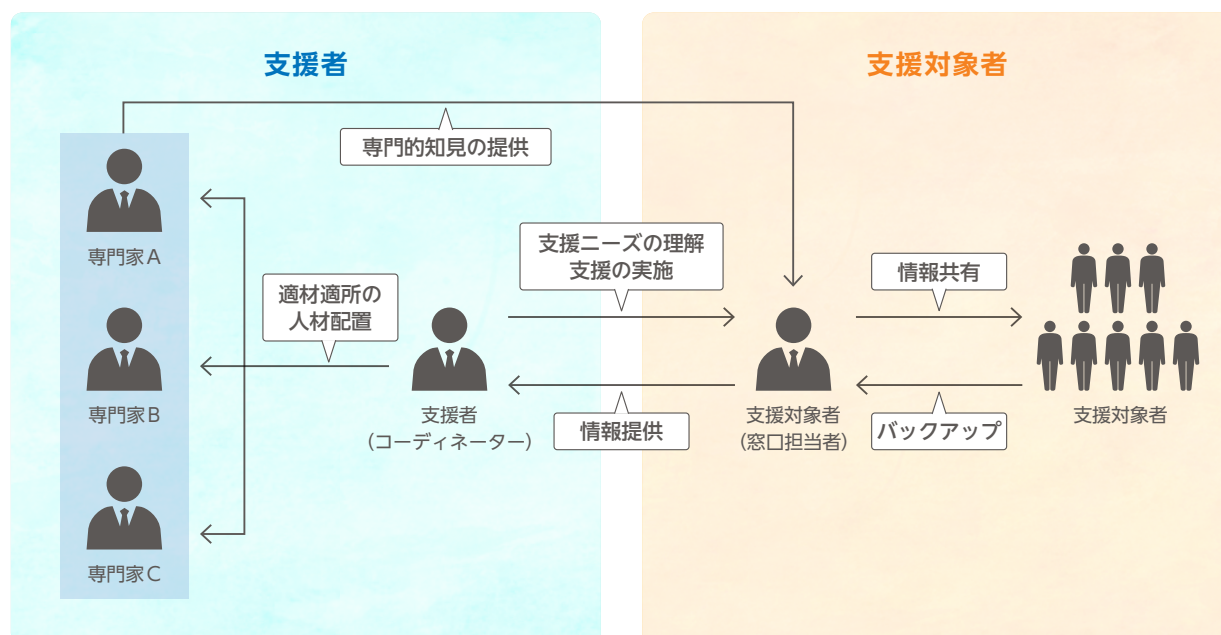 支援者
支援対象者
専門的知見の提供
専門家A
支援ニーズの理解
支援の実施
情報共有
適材適所の
人材配置
専門家B
支援者
（コーディネーター）
情報提供
支援対象者
（窓口担当者）
バックアップ
支援対象者
専門家C